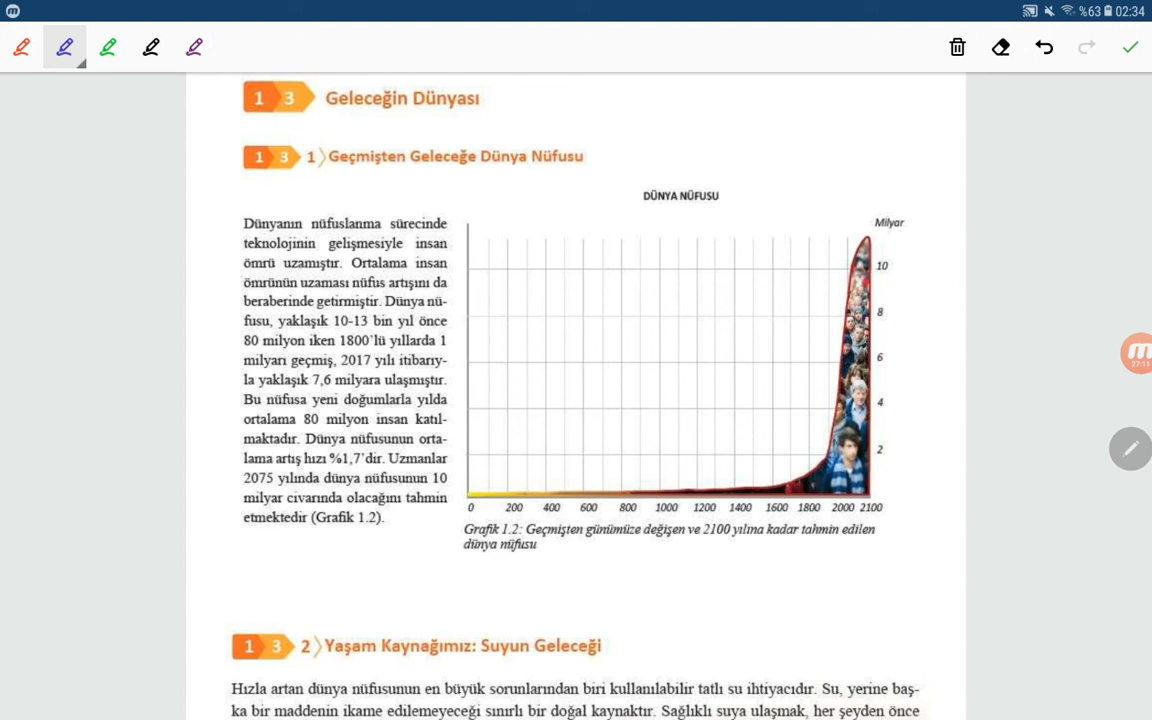 %63 02:34
1 3 Geleceğin Dünyası
1 3 1 Geçmişten Geleceğe Dünya Nüfusu
DÜNYA NÜFUSU
Dünyanın nüfuslanma sürecinde
teknolojinin gelişmesiyle insan
ömrü uzamıştır. Ortalama insan
ömrünün uzaması nüfus artışını da
beraberinde getirmiştir. Dünya nü-
fusu, yaklaşık 10-13 bin yıl önce
80 milyon iken 1800'lü yıllarda 1
milyarı geçmiş, 2017 yılı itibarıy-
la yaklaşık 7,6 milyara ulaşmıştır.
Bu nüfusa yeni doğumlarla yılda
ortalama 80 milyon insan katıl-
maktadır. Dünya nüfusunun orta-
lama artış hızı %1,7'dir. Uzmanlar
2075 yılında dünya nüfusunun 10
milyar civarında olacağını tahmin
etmektedir (Grafik 1.2).
Milyar
10
8
6
4
2
0 200 400 600 800 1000 1200 1400 1600 1800 2000 2100
Grafik 1.2: Geçmişten günümüze değişen ve 2100 yılına kadar tahmin edilen
dünya nüfusu
27:11
1 3 2 Yaşam Kaynağımız: Suyun Geleceği
Hızla artan dünya nüfusunun en büyük sorunlarından biri kullanılabilir tatlı su ihtiyacıdır. Su, yerine baş-
ka bir maddenin ikame edilemeyeceği sınırlı bir doğal kaynaktır. Sağlıklı suya ulaşmak, her şeyden önce